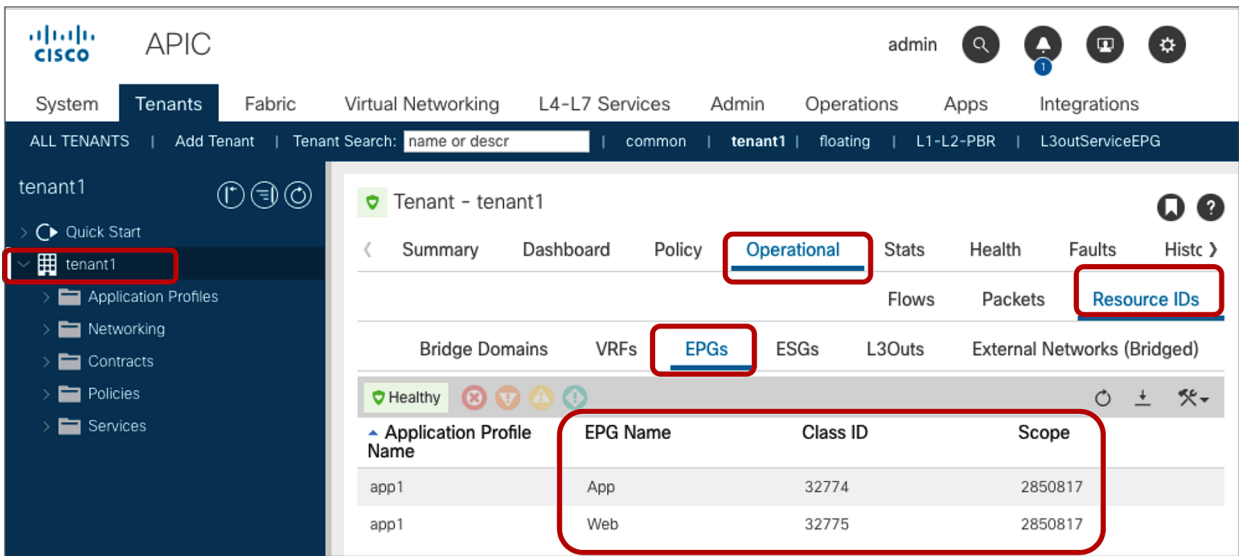 CISCO APIC admin
1
System Tenants Fabric Virtual Networking L4-L7 Services Admin Operations Apps Integrations
ALL TENANTS | Add Tenant | Tenant Search: name or descr | common | tenant1 | floating | L1-L2-PBR | L3outServiceEPG
tenant1
Quick Start
tenant1
Application Profiles
Networking
Contracts
Policies
Services
Tenant - tenant1
Summary Dashboard Policy Operational Stats Health Faults Histc
Flows Packets Resource IDs
Bridge Domains VRFs EPGs ESGs L3Outs External Networks (Bridged)
Healthy
Application Profile Name EPG Name Class ID Scope
app1 App 32774 2850817
app1 Web 32775 2850817